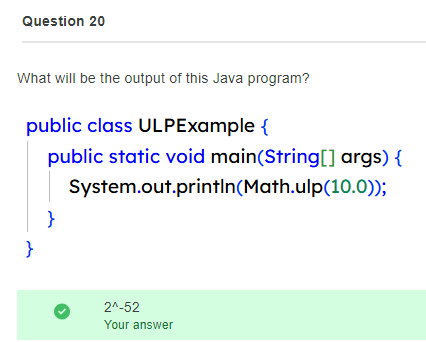 Question 20
What will be the output of this Java program?
public class ULPExample {
public static void main(String[] args) {
System.out.println(Math.ulp(10.0));
}
}
2^-52
Your answer